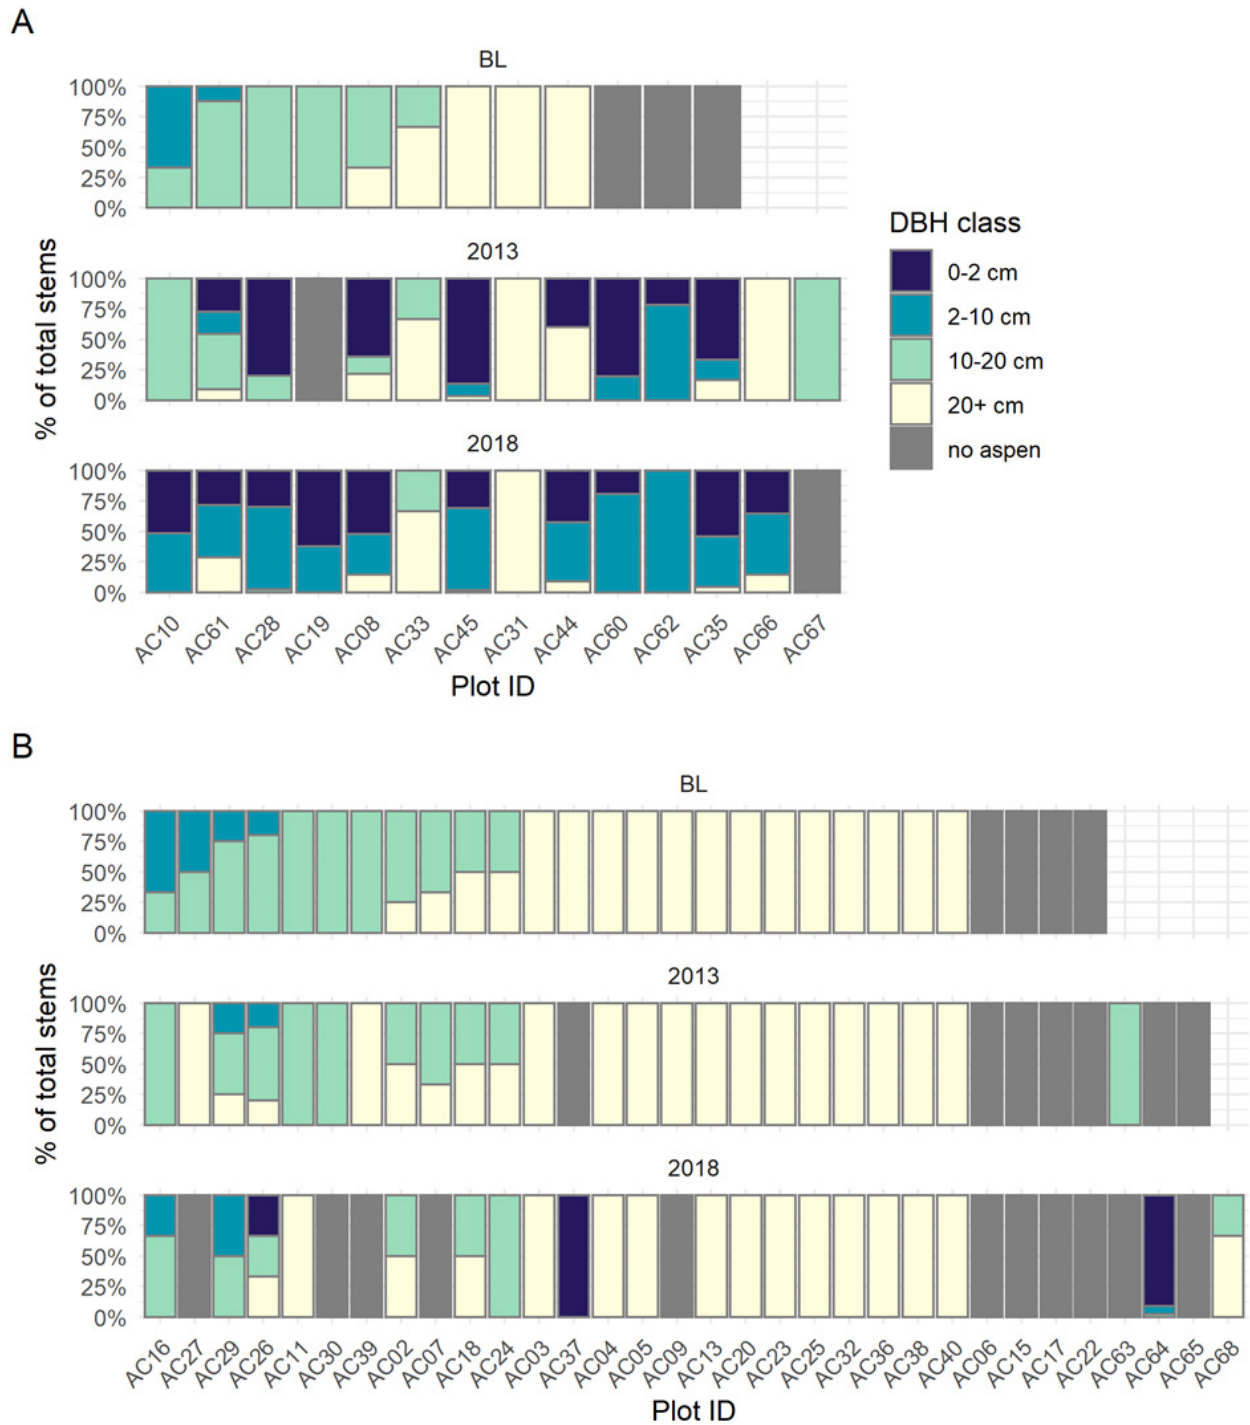 A
BL
100%
75%
50%
25%
0%
2013
100%
75%
50%
25%
0%
2018
100%
75%
50%
25%
0%
% of total stems
AC10 AC61 AC28 AC19 AC08 AC33 AC45 AC31 AC44 AC60 AC62 AC35 AC66 AC67
Plot ID
DBH class
0-2 cm
2-10 cm
10-20 cm
20+ cm
no aspen
B
BL
100%
75%
50%
25%
0%
2013
100%
75%
50%
25%
0%
2018
100%
75%
50%
25%
0%
% of total stems
AC16 AC27 AC29 AC26 AC11 AC30 AC39 AC02 AC07 AC18 AC24 AC03 AC37 AC04 AC05 AC09 AC13 AC20 AC23 AC25 AC32 AC36 AC38 AC40 AC06 AC15 AC17 AC22 AC63 AC64 AC65 AC68
Plot ID